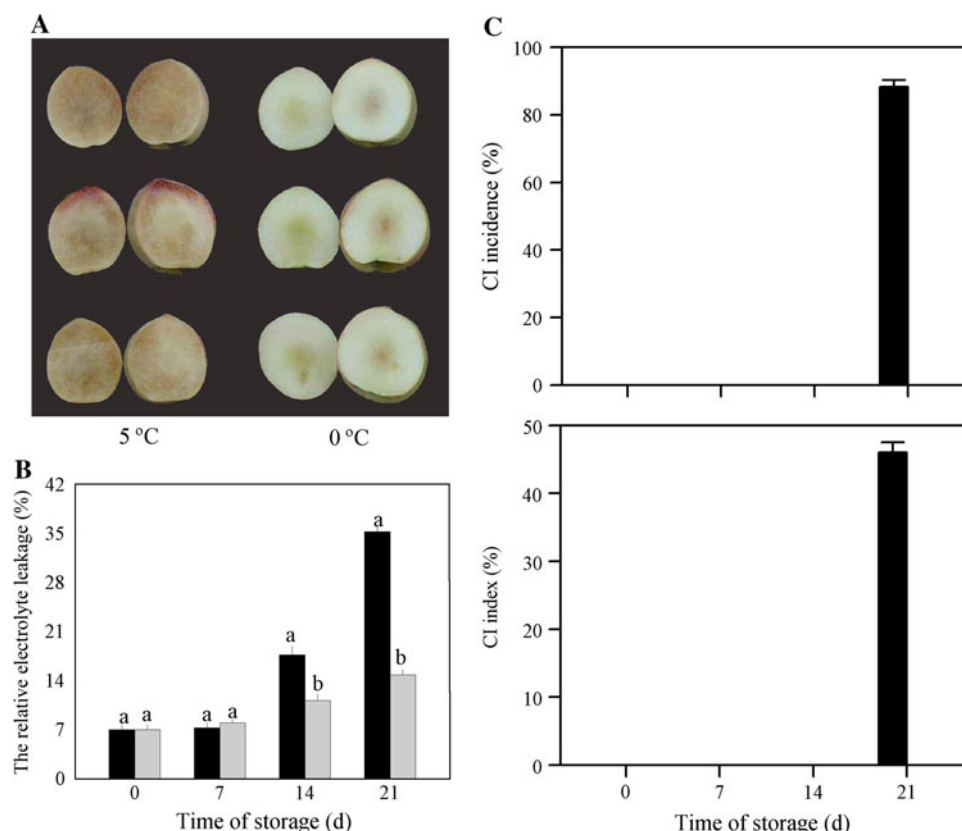 A
5 °C
0 °C
B
The relative electrolyte leakage (%)
42
35
28
21
14
7
0
a a
a a
a b
a b
0 7 14 21
Time of storage (d)
C
CI incidence (%)
100
80
60
40
20
0
CI index (%)
50
40
30
20
10
0
0 7 14 21
Time of storage (d)